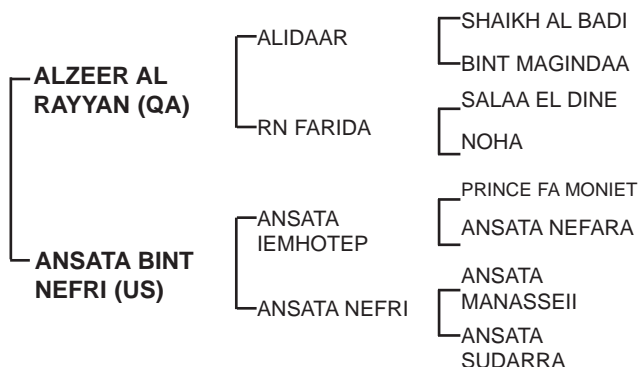 SHAIKH AL BADI
ALIDAAR
BINT MAGINDAA
ALZEER AL
RAYYAN (QA)
SALAA EL DINE
RN FARIDA
NOHA
PRINCE FA MONIET
ANSATA
IEMHOTEP
ANSATA NEFARA
ANSATA BINT
NEFRI (US)
ANSATA
MANASSEII
ANSATA NEFRI
ANSATA
SUDARRA